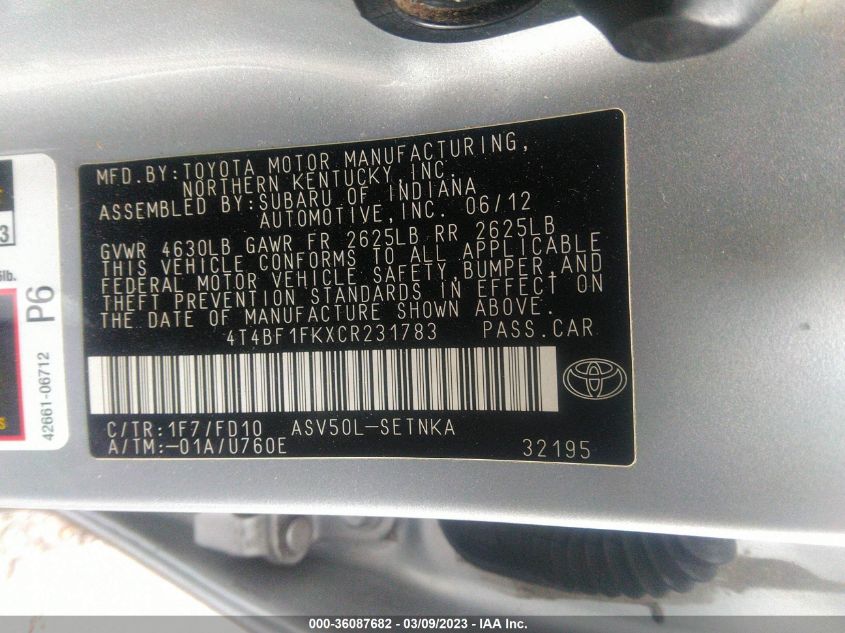 MFD.BY:TOYOTA MOTOR MANUFACTURING,
NORTHERN KENTUCKY, INC.
ASSEMBLED BY:SUBARU OF INDIANA
AUTOMOTIVE,INC. 06/12
GVWR 4630LB GAWR FR 2625LB RR 2625LB
THIS VEHICLE CONFORMS TO ALL APPLICABLE
FEDERAL MOTOR VEHICLE SAFETY,BUMPER,AND
THEFT PREVENTION STANDARDS IN EFFECT ON
THE DATE OF MANUFACTURE SHOWN ABOVE.
4T4BF1FKXCR231783 PASS.CAR
C/TR:1F7/FD10 ASV50L-SETNKA
A/TM:-01A/U760E 32195
3
lb.
P6
42661-06712
S
000-36087682 / 03/09/2023 - IAA Inc.